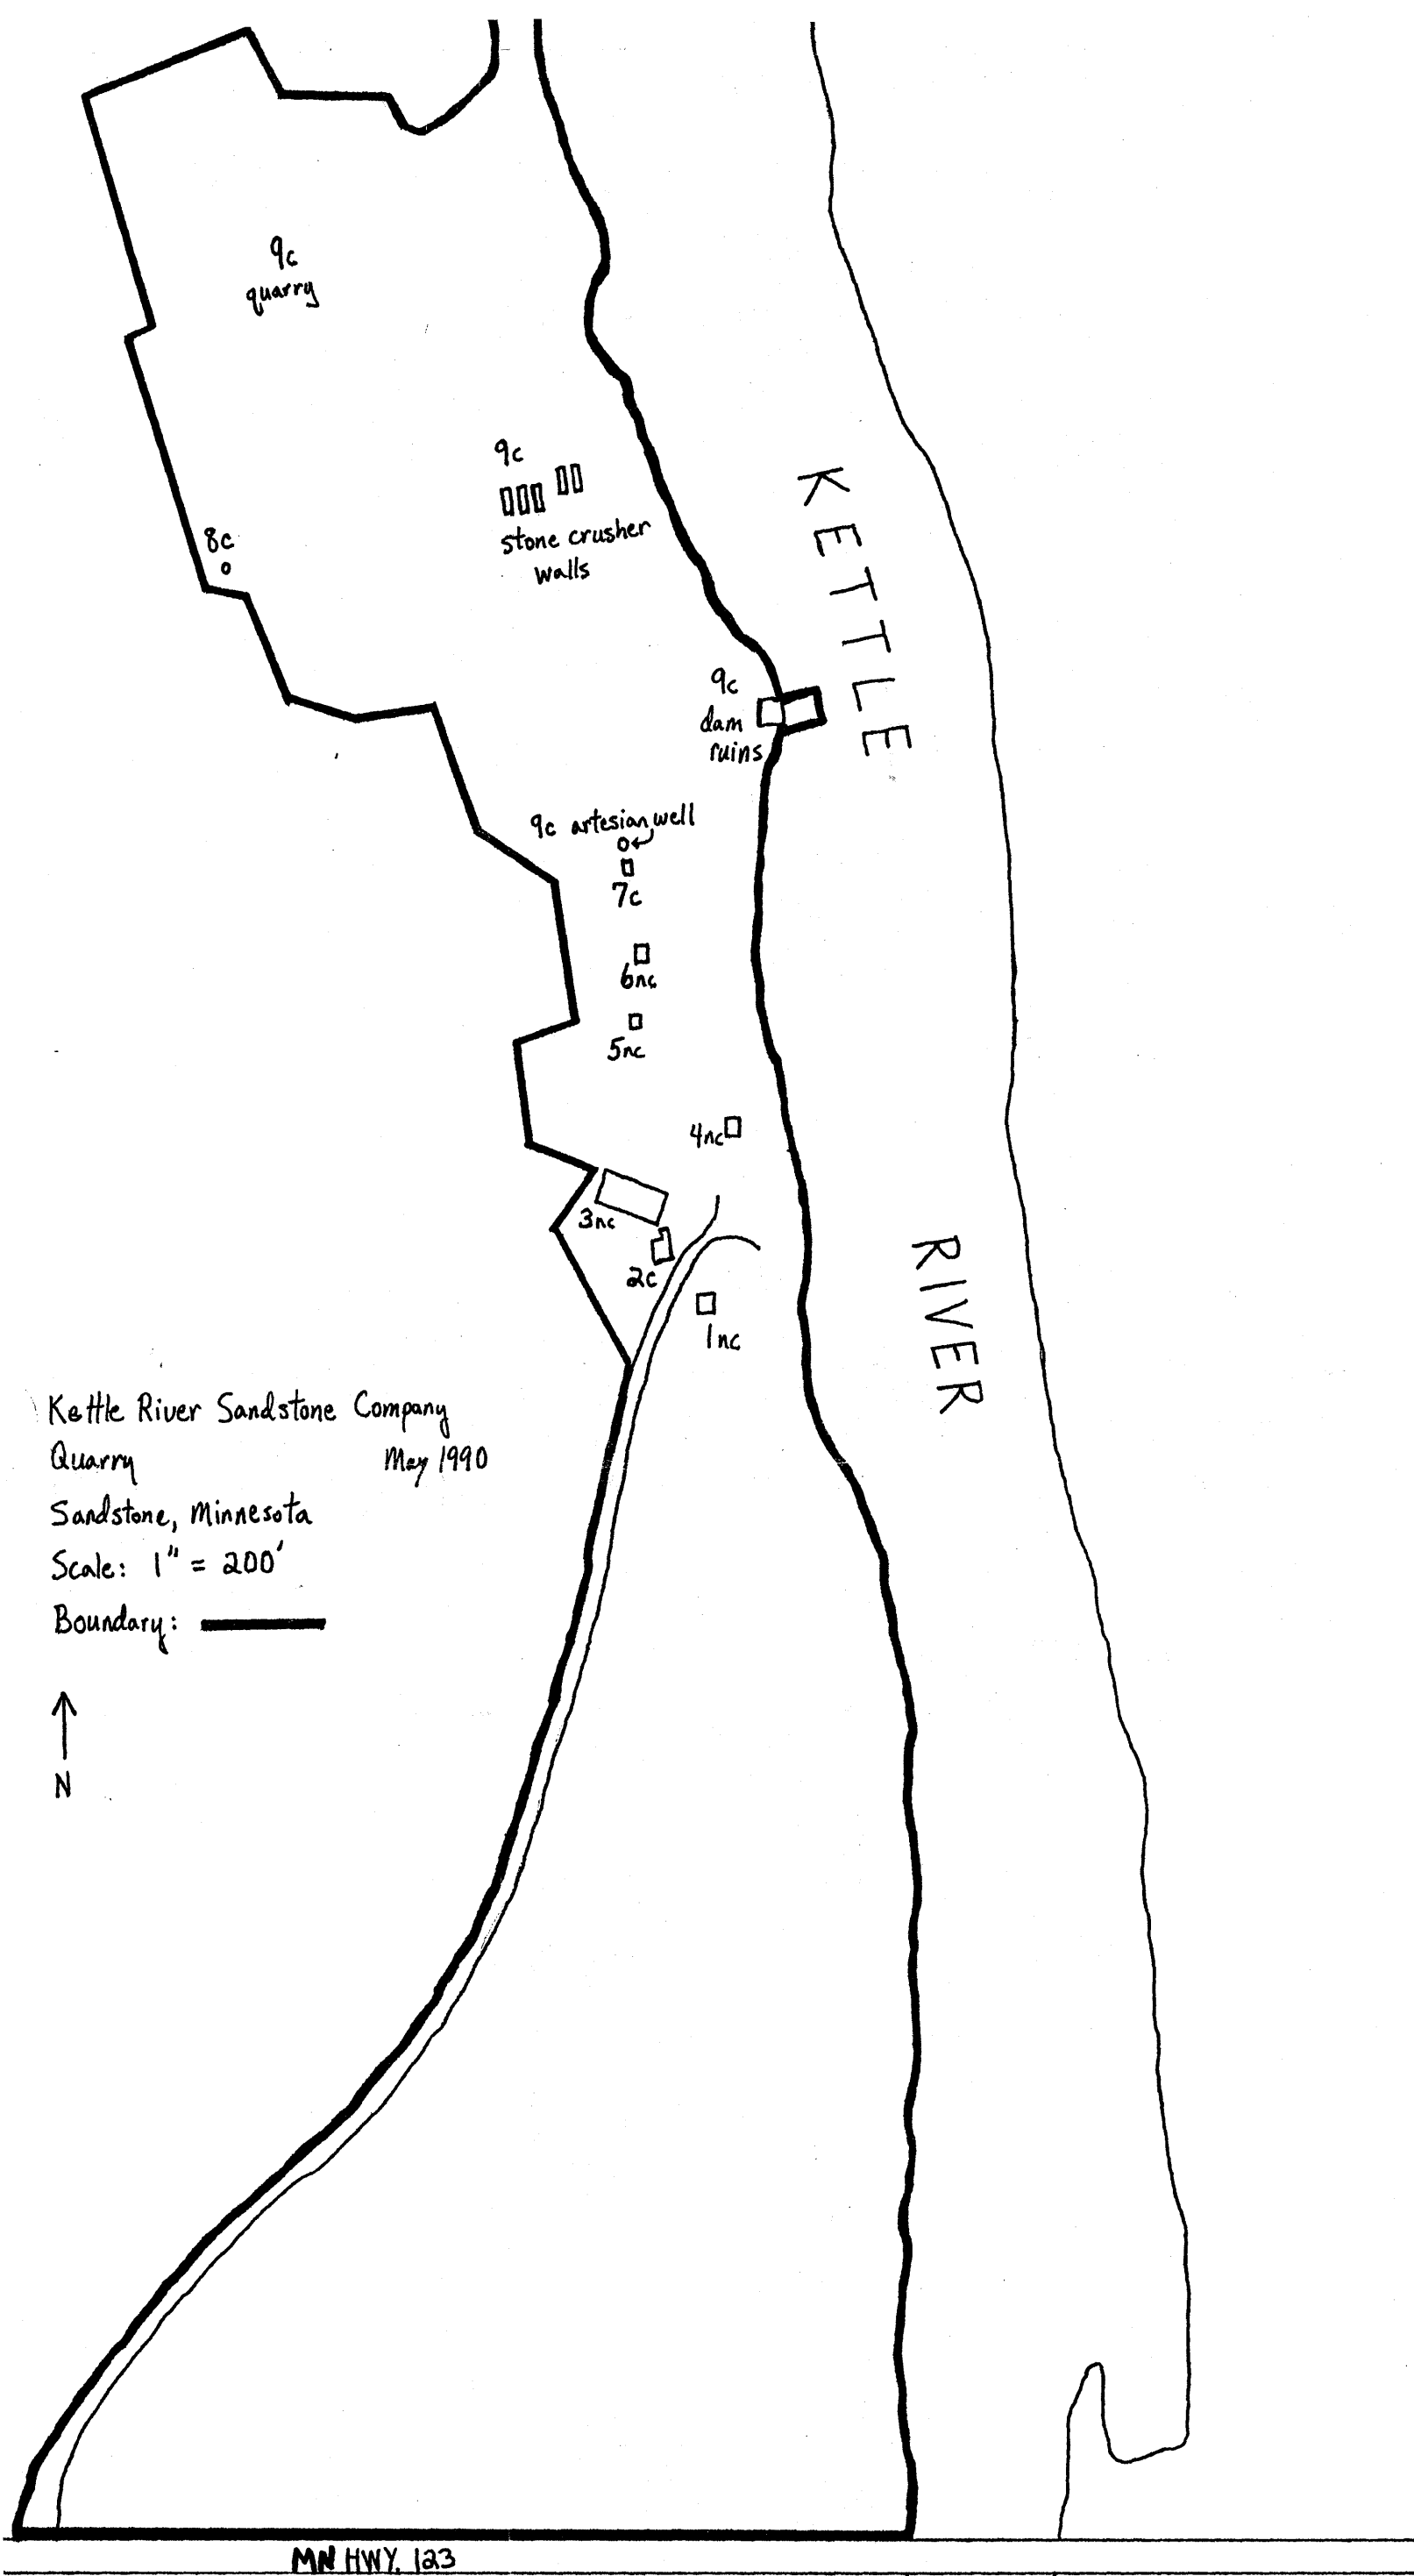 9c
quarry
9c
stone crusher
walls
8c
KETTLE
9c
dam
ruins
9c artesian well
7c
6nc
5nc
4nc
3nc
2c
1nc
RIVER
Kettle River Sandstone Company
Quarry May 1990
Sandstone, Minnesota
Scale: 1" = 200'
Boundary:
N
MN HWY. 123